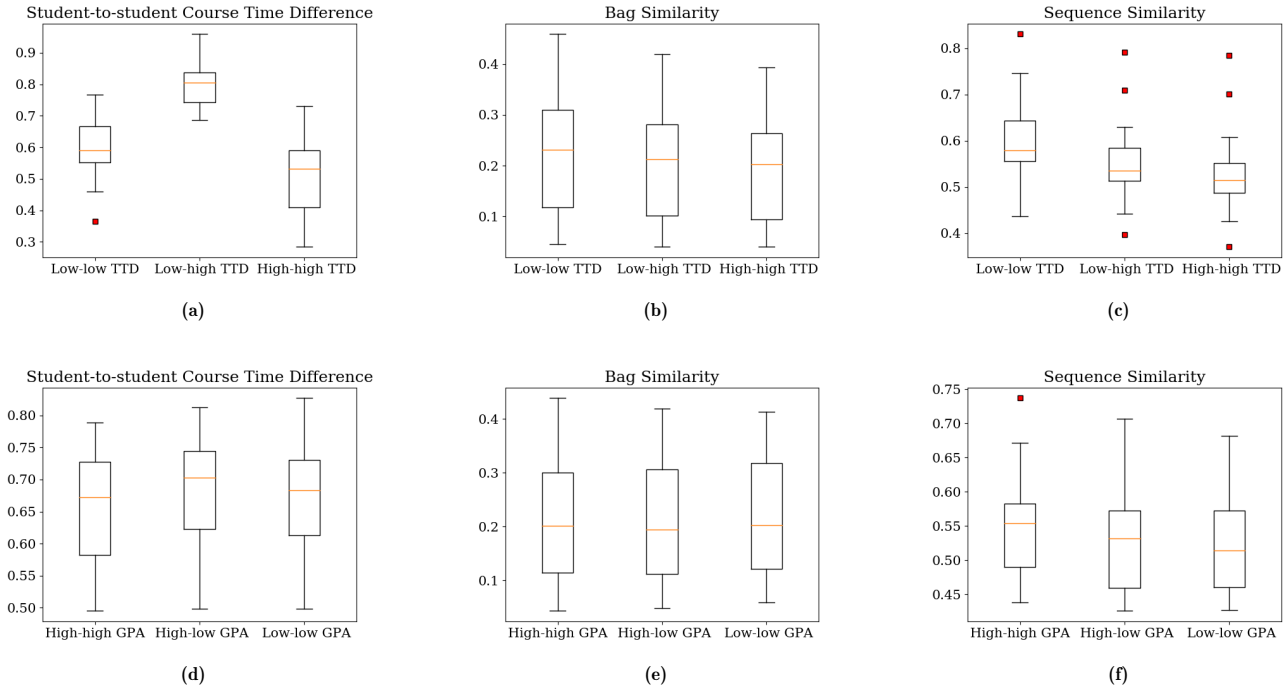 Student-to-student Course Time Difference
0.9
0.8
0.7
0.6
0.5
0.4
0.3
Low-low TTD Low-high TTD High-high TTD
(a)
Bag Similarity
0.4
0.3
0.2
0.1
Low-low TTD Low-high TTD High-high TTD
(b)
Sequence Similarity
0.8
0.7
0.6
0.5
0.4
Low-low TTD Low-high TTD High-high TTD
(c)
Student-to-student Course Time Difference
0.80
0.75
0.70
0.65
0.60
0.55
0.50
High-high GPA High-low GPA Low-low GPA
(d)
Bag Similarity
0.4
0.3
0.2
0.1
High-high GPA High-low GPA Low-low GPA
(e)
Sequence Similarity
0.75
0.70
0.65
0.60
0.55
0.50
0.45
High-high GPA High-low GPA Low-low GPA
(f)